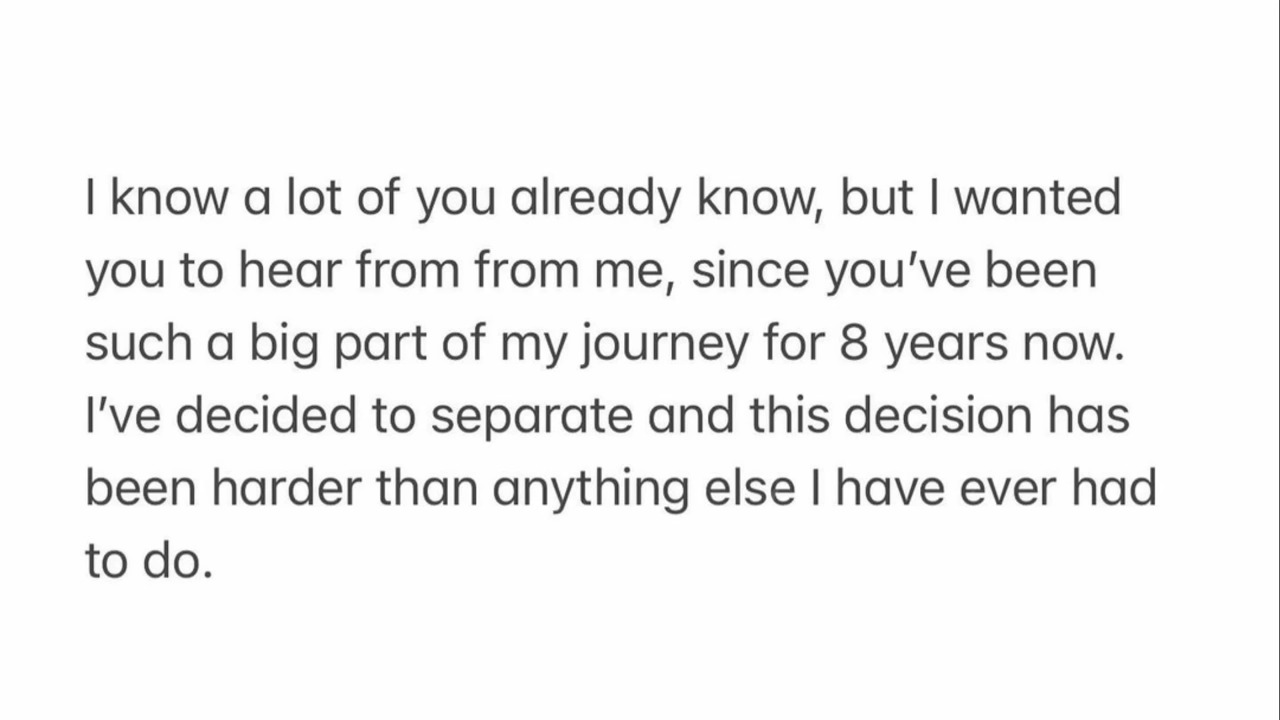 I know a lot of you already know, but I wanted
you to hear from from me, since you’ve been
such a big part of my journey for 8 years now.
I’ve decided to separate and this decision has
been harder than anything else I have ever had
to do.